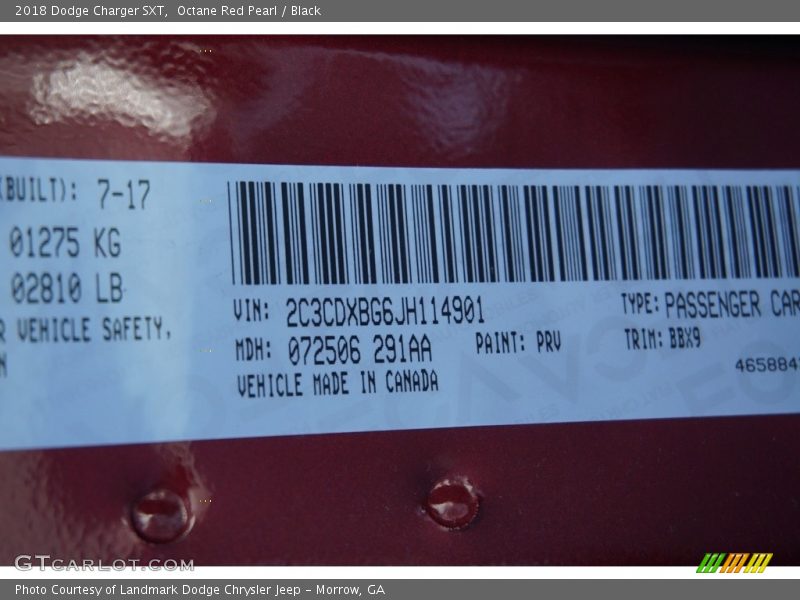 2018 Dodge Charger SXT, Octane Red Pearl / Black
(BUILT): 7-17
01275 KG
02810 LB
R VEHICLE SAFETY,
N
VIN: 2C3CDXBG6JH114901 TYPE: PASSENGER CAR
MDH: 072506 291AA PAINT: PRV TRIM: BBX9
VEHICLE MADE IN CANADA
465884
GTCARLOT.COM
Photo Courtesy of Landmark Dodge Chrysler Jeep - Morrow, GA